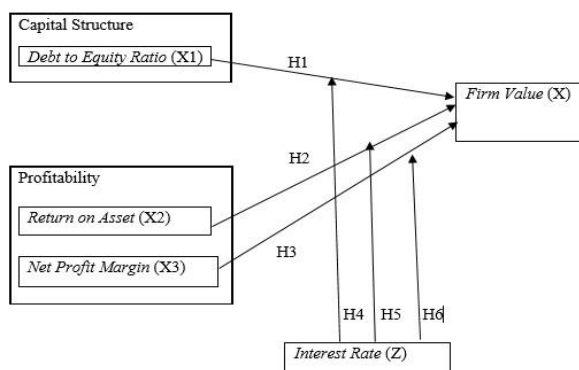 Capital Structure
Debt to Equity Ratio (X1)
H1
Firm Value (X)
H2
Profitability
Return on Asset (X2)
Net Profit Margin (X3)
H3
H4
H5
H6
Interest Rate (Z)